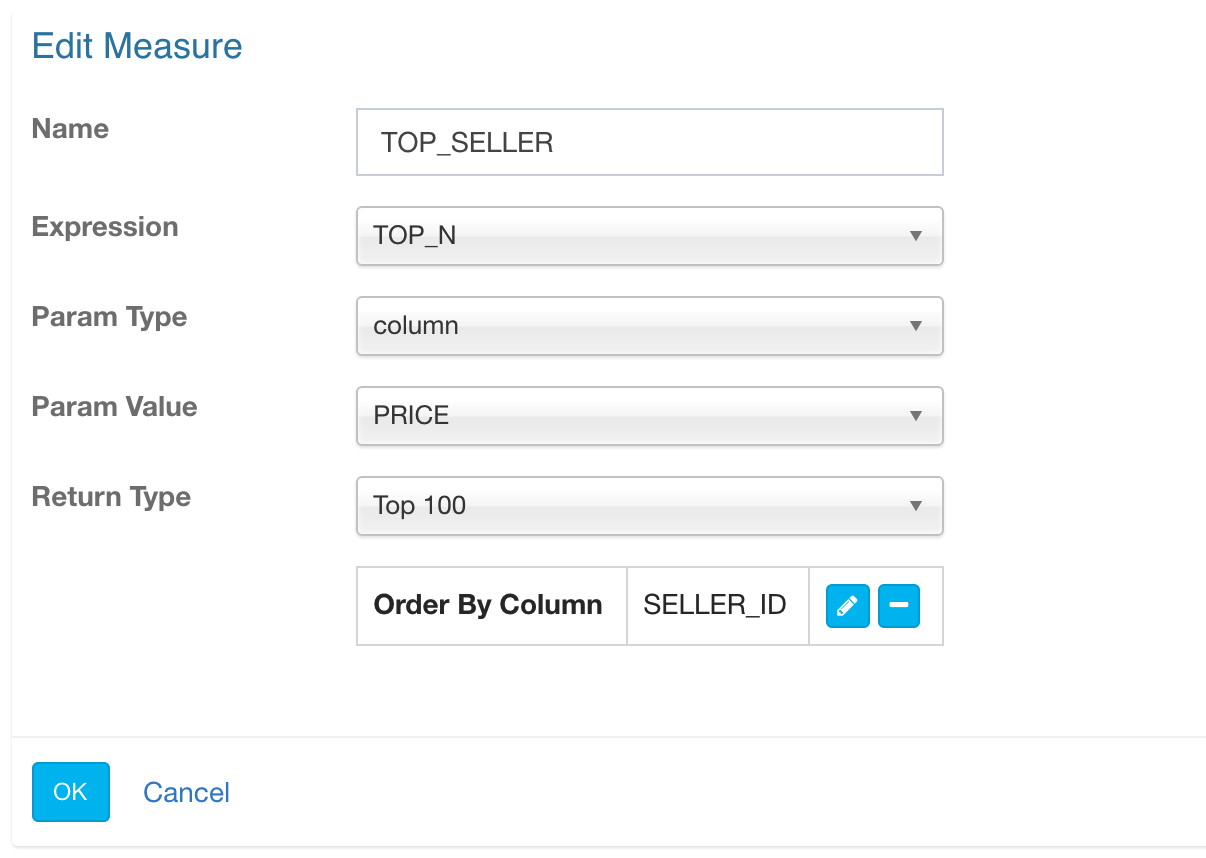 Edit Measure
Name
TOP_SELLER
Expression
TOP_N
Param Type
column
Param Value
PRICE
Return Type
Top 100
Order By Column SELLER_ID
OK Cancel